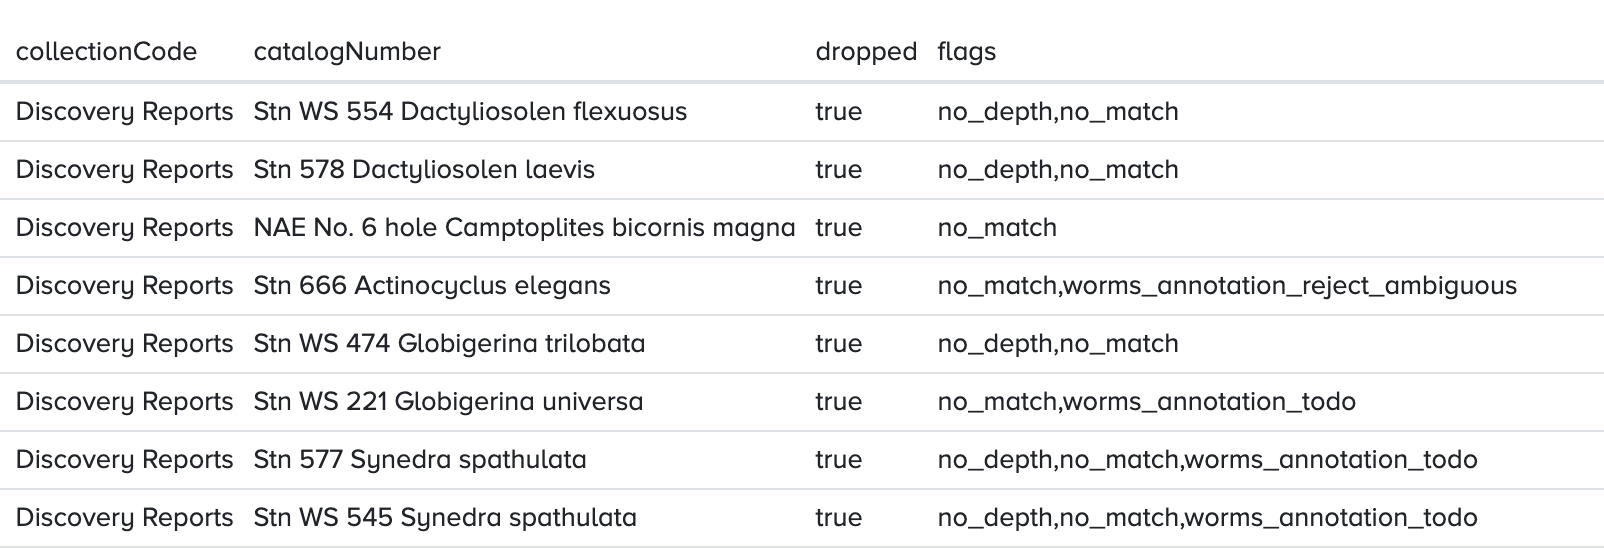 collectionCode catalogNumber dropped flags
Discovery Reports Stn WS 554 Dactyliosolen flexuosus true no_depth,no_match
Discovery Reports Stn 578 Dactyliosolen laevis true no_depth,no_match
Discovery Reports NAE No. 6 hole Camptoplites bicornis magna true no_match
Discovery Reports Stn 666 Actinocyclus elegans true no_match,worms_annotation_reject_ambiguous
Discovery Reports Stn WS 474 Globigerina trilobata true no_depth,no_match
Discovery Reports Stn WS 221 Globigerina universa true no_match,worms_annotation_todo
Discovery Reports Stn 577 Synedra spathulata true no_depth,no_match,worms_annotation_todo
Discovery Reports Stn WS 545 Synedra spathulata true no_depth,no_match,worms_annotation_todo